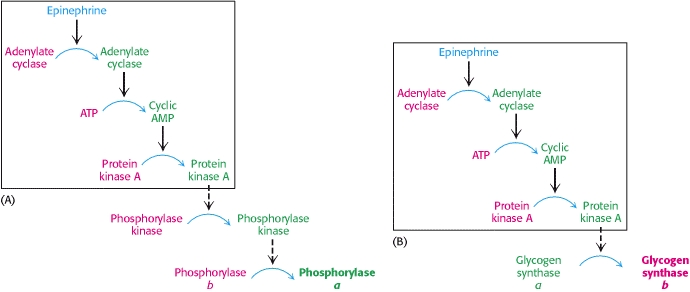 Epinephrine
Adenylate
cyclase
Adenylate
cyclase
ATP
Cyclic
AMP
Protein
kinase A
Protein
kinase A
(A)
Phosphorylase
kinase
Phosphorylase
kinase
Phosphorylase
b
Phosphorylase
a
Epinephrine
Adenylate
cyclase
Adenylate
cyclase
ATP
Cyclic
AMP
Protein
kinase A
Protein
kinase A
(B)
Glycogen
synthase
a
Glycogen
synthase
b